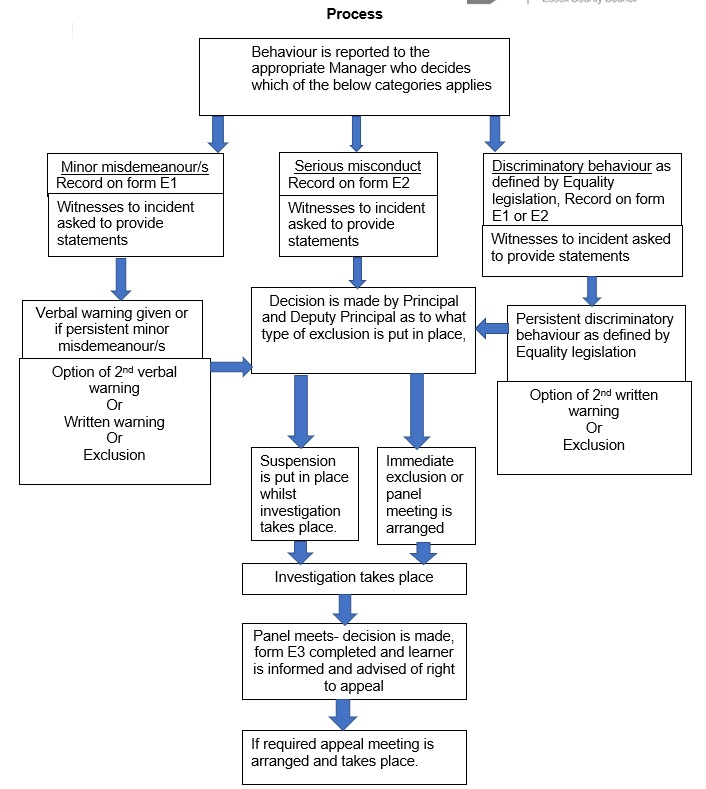 Essex County Council
Process
Behaviour is reported to the
appropriate Manager who decides
which of the below categories applies
Minor misdemeanour/s
Record on form E1
Witnesses to incident
asked to provide
statements
Serious misconduct
Record on form E2
Witnesses to incident
asked to provide
statements
Discriminatory behaviour as
defined by Equality
legislation, Record on form
E1 or E2
Witnesses to incident asked
to provide statements
Verbal warning given or
if persistent minor
misdemeanour/s
Option of 2nd verbal
warning
Or
Written warning
Or
Exclusion
Decision is made by Principal
and Deputy Principal as to what
type of exclusion is put in place,
Persistent discriminatory
behaviour as defined by
Equality legislation
Option of 2nd written
warning
Or
Exclusion
Suspension
is put in place
whilst
investigation
takes place.
Immediate
exclusion or
panel
meeting is
arranged
Investigation takes place
Panel meets- decision is made,
form E3 completed and learner
is informed and advised of right
to appeal
If required appeal meeting is
arranged and takes place.